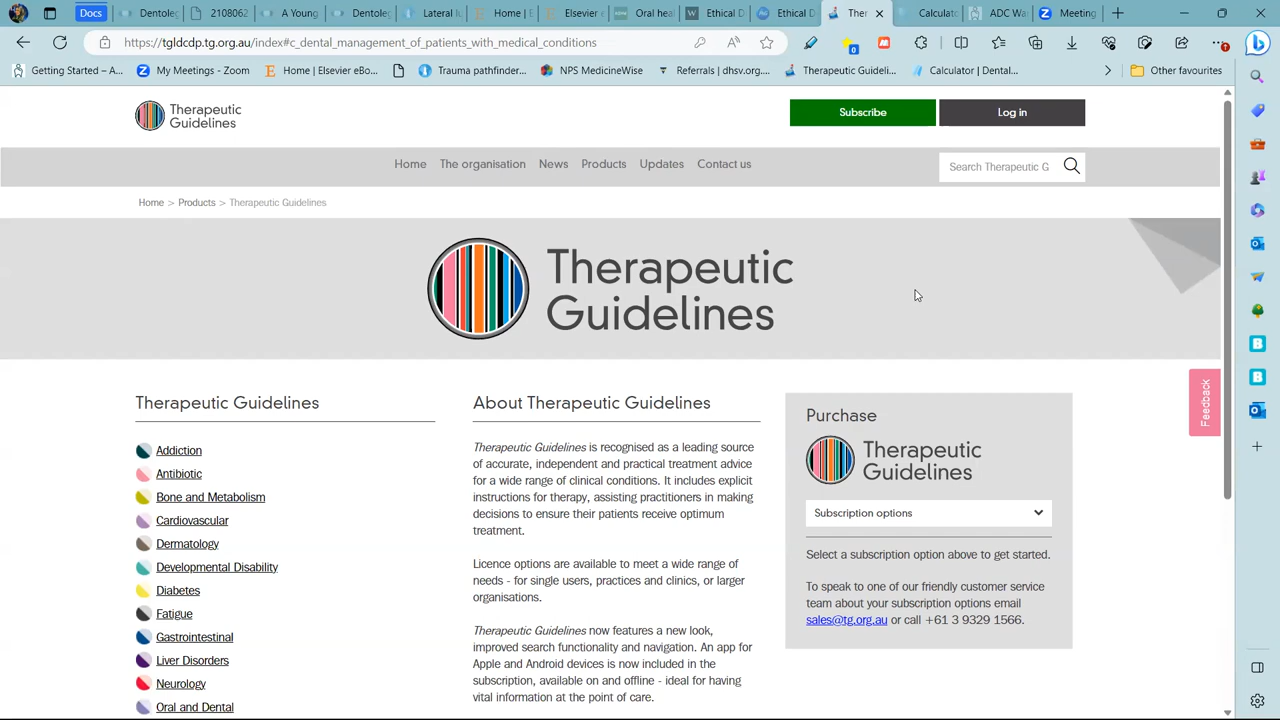 Docs
Dentoleg
2108062
A Young
Dentoleg
Lateral lu
Home | E
Elsevier e
Oral heal
Ethical D
Ethical D
Ther
Calculato
ADC Wa
Meeting
https://tgldcdp.tg.org.au/index#c_dental_management_of_patients_with_medical_conditions
Getting Started – A...
My Meetings - Zoom
Home | Elsevier eBo...
Trauma pathfinder...
NPS MedicineWise
Referrals | dhsv.org...
Therapeutic Guideli...
Calculator | Dental...
Other favourites
Therapeutic
Guidelines
Subscribe
Log in
Home
The organisation
News
Products
Updates
Contact us
Search Therapeutic G
Home > Products > Therapeutic Guidelines
Therapeutic
Guidelines
Feedback
Therapeutic Guidelines
Addiction
Antibiotic
Bone and Metabolism
Cardiovascular
Dermatology
Developmental Disability
Diabetes
Fatigue
Gastrointestinal
Liver Disorders
Neurology
Oral and Dental
About Therapeutic Guidelines
Therapeutic Guidelines is recognised as a leading source
of accurate, independent and practical treatment advice
for a wide range of clinical conditions. It includes explicit
instructions for therapy, assisting practitioners in making
decisions to ensure their patients receive optimum
treatment.
Licence options are available to meet a wide range of
needs - for single users, practices and clinics, or larger
organisations.
Therapeutic Guidelines now features a new look,
improved search functionality and navigation. An app for
Apple and Android devices is now included in the
subscription, available on and offline - ideal for having
vital information at the point of care.
Purchase
Therapeutic
Guidelines
Subscription options
Select a subscription option above to get started.
To speak to one of our friendly customer service
team about your subscription options email
sales@tg.org.au or call +61 3 9329 1566.